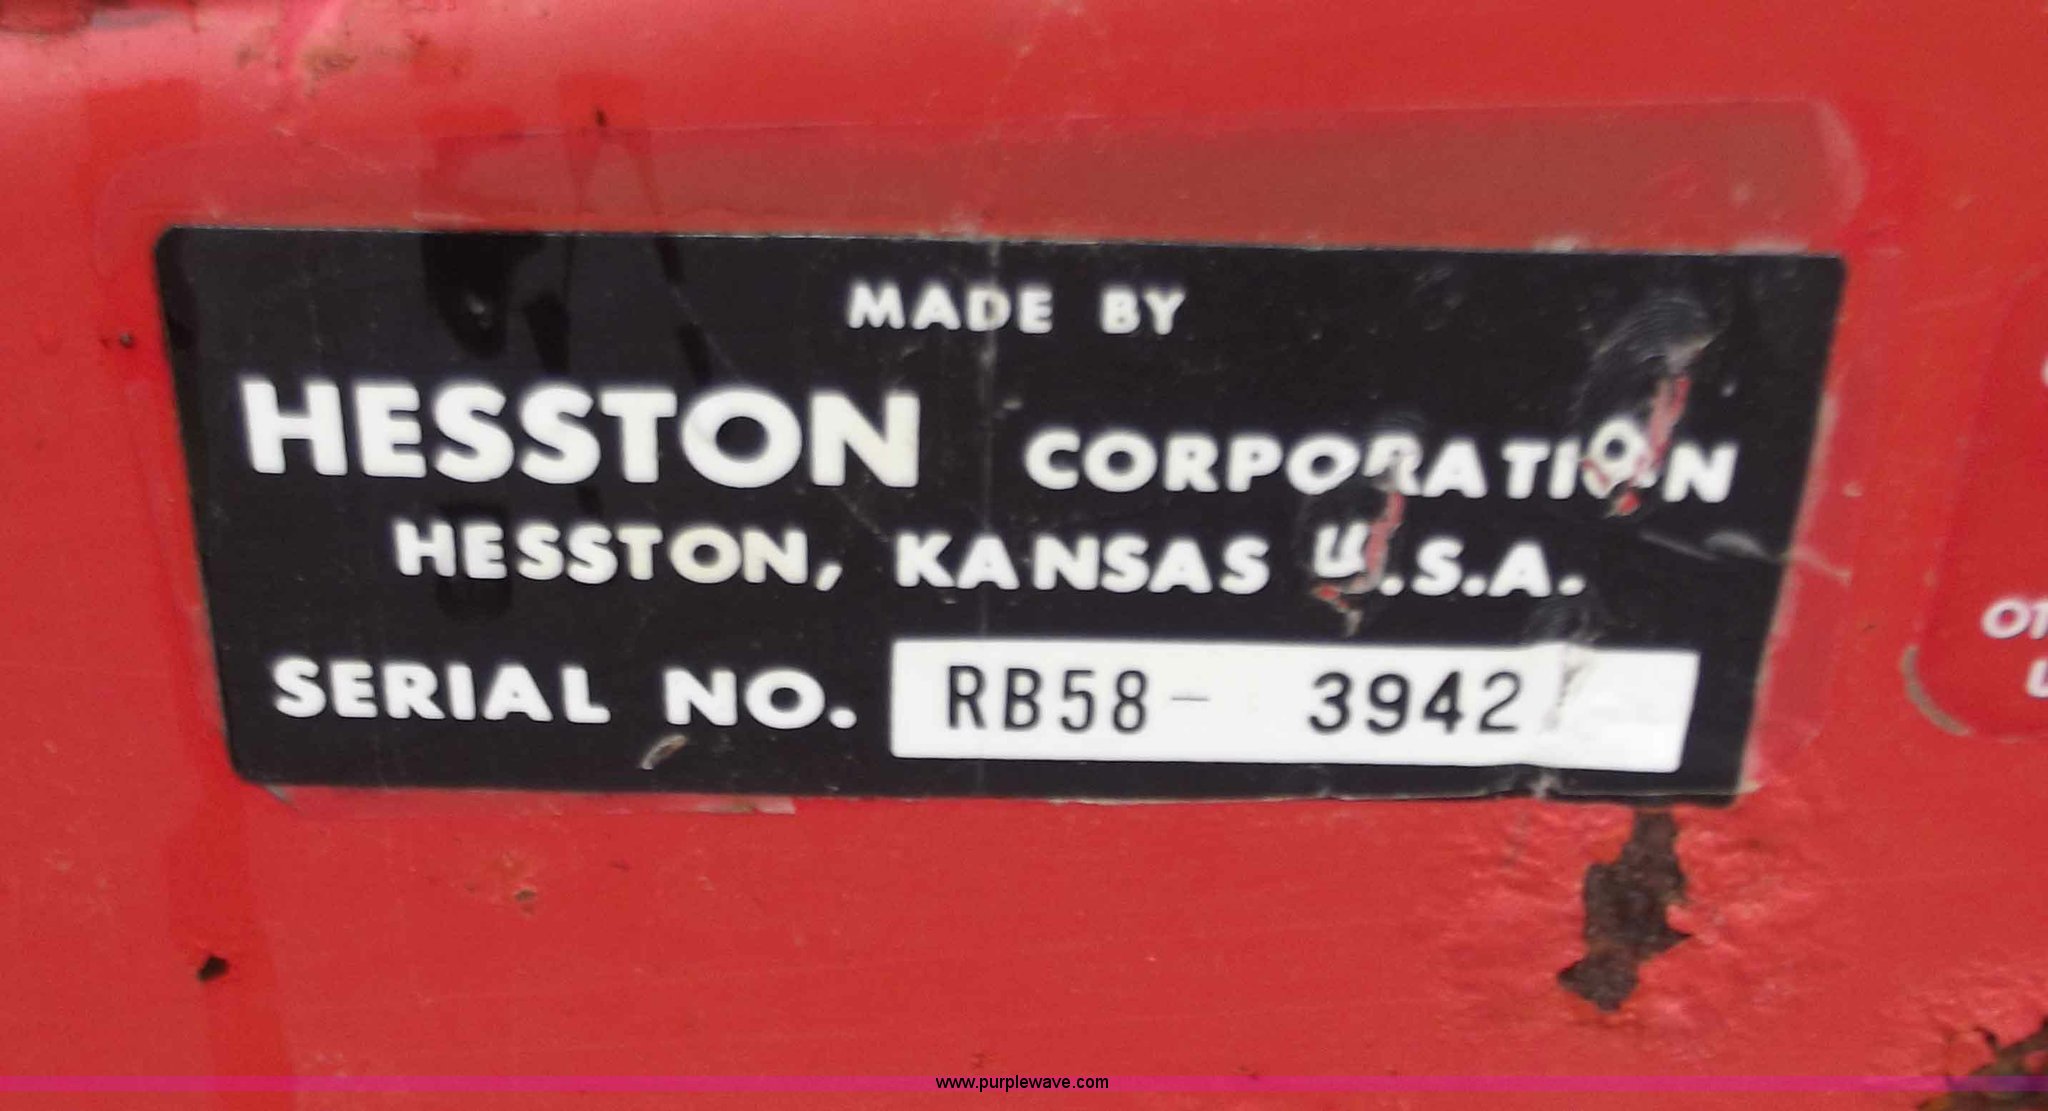 MADE BY
HESSTON CORPORATION
HESSTON, KANSAS U.S.A.
SERIAL NO. RB58- 3942
www.purplewave.com